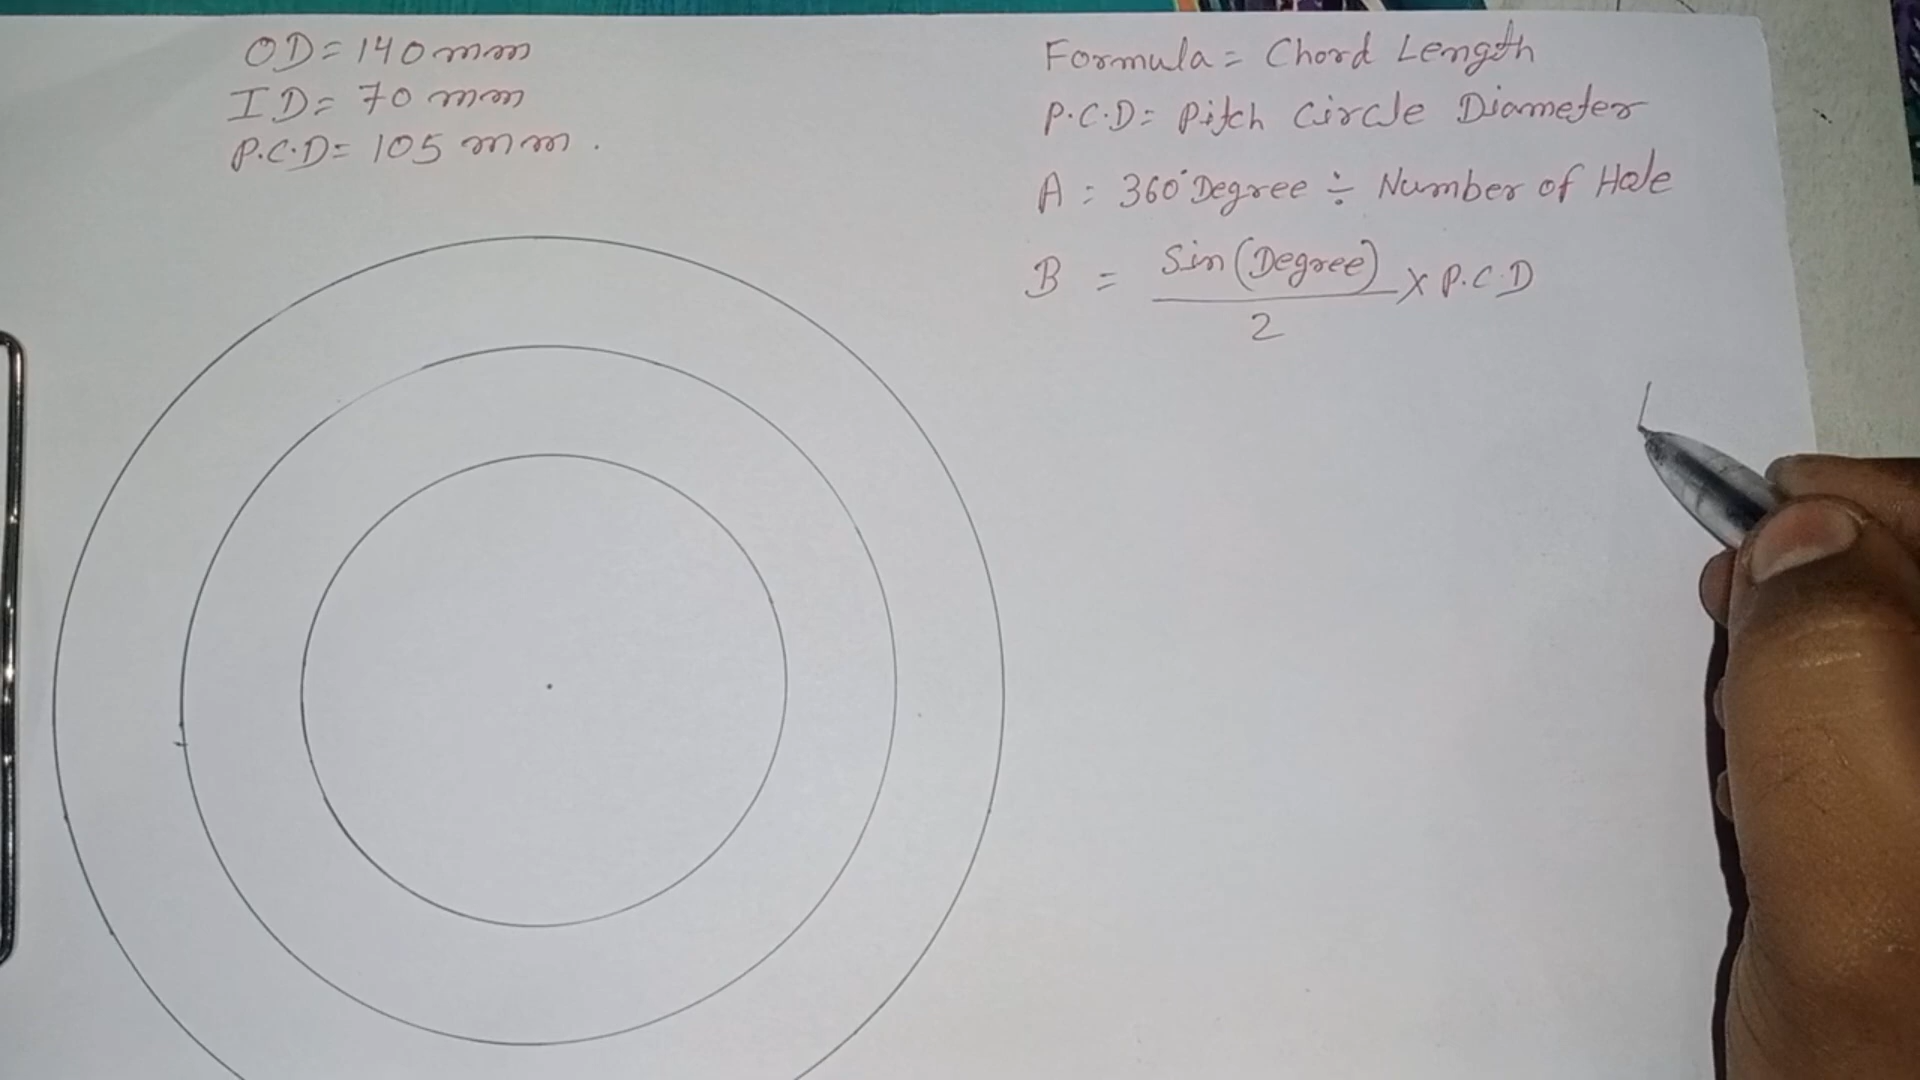 OD= 140 mm
ID= 70 mm
P.C.D= 105 mm .
Formula = Chord Length
P.C.D= Pitch Circle Diameter
A = 360° Degree ÷ Number of Hole
B = Sin (Degree) × P.C.D
2